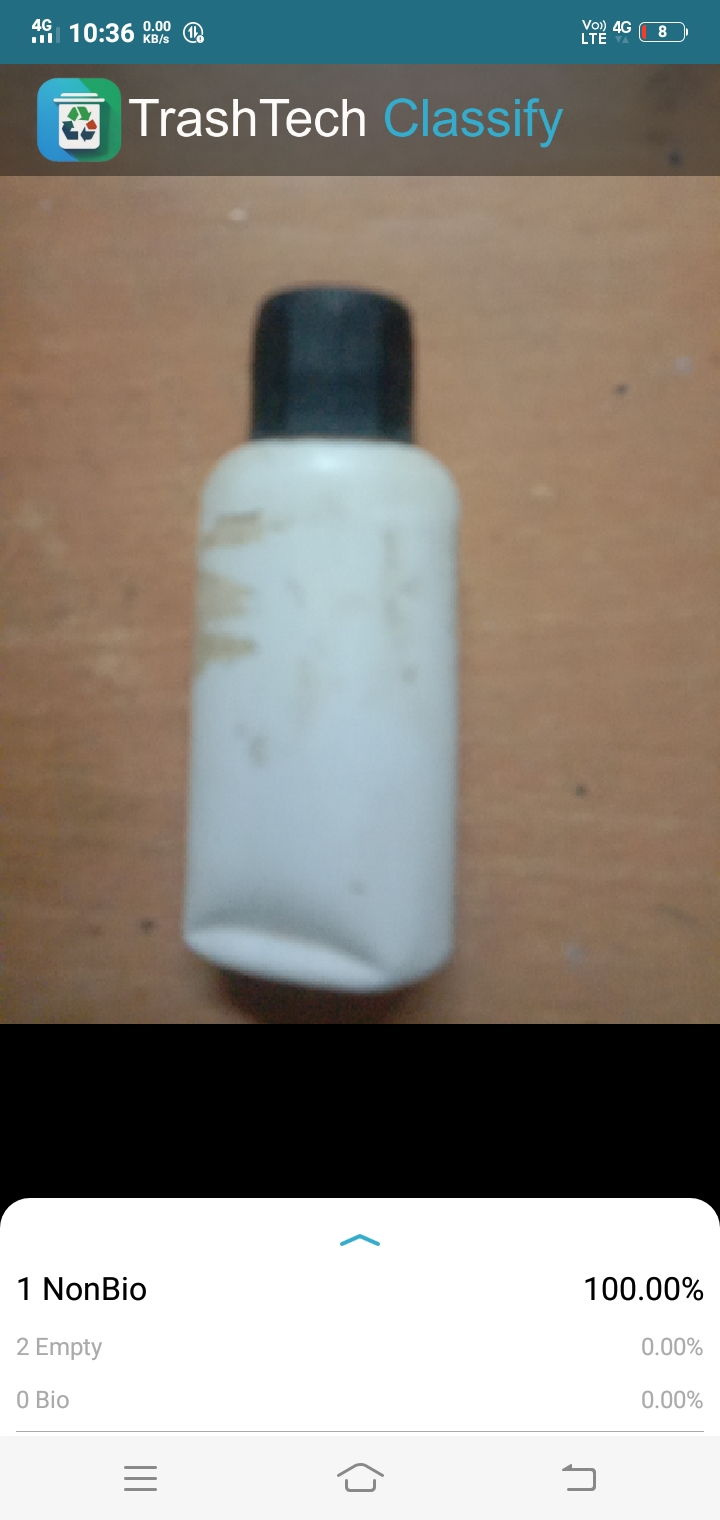 4G 10:36 0.00 KB/s Vo)) LTE 4G 8
TrashTech Classify
1 NonBio 100.00%
2 Empty 0.00%
0 Bio 0.00%